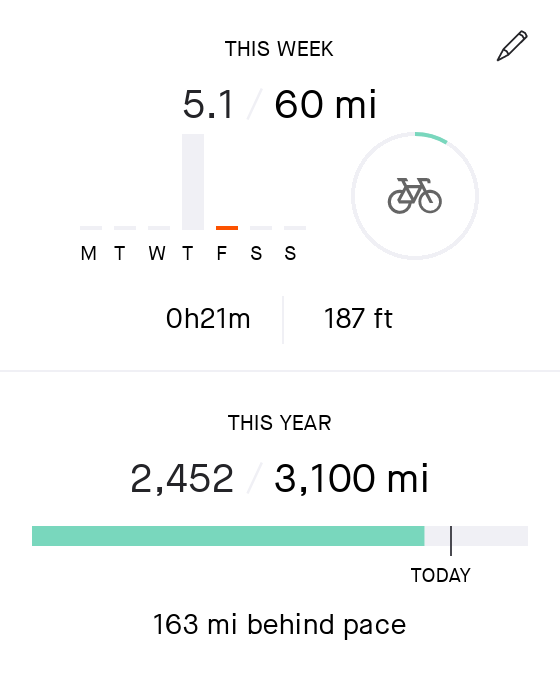 THIS WEEK
5.1 / 60 mi
M T W T F S S
0h21m 187 ft
THIS YEAR
2,452 / 3,100 mi
TODAY
163 mi behind pace